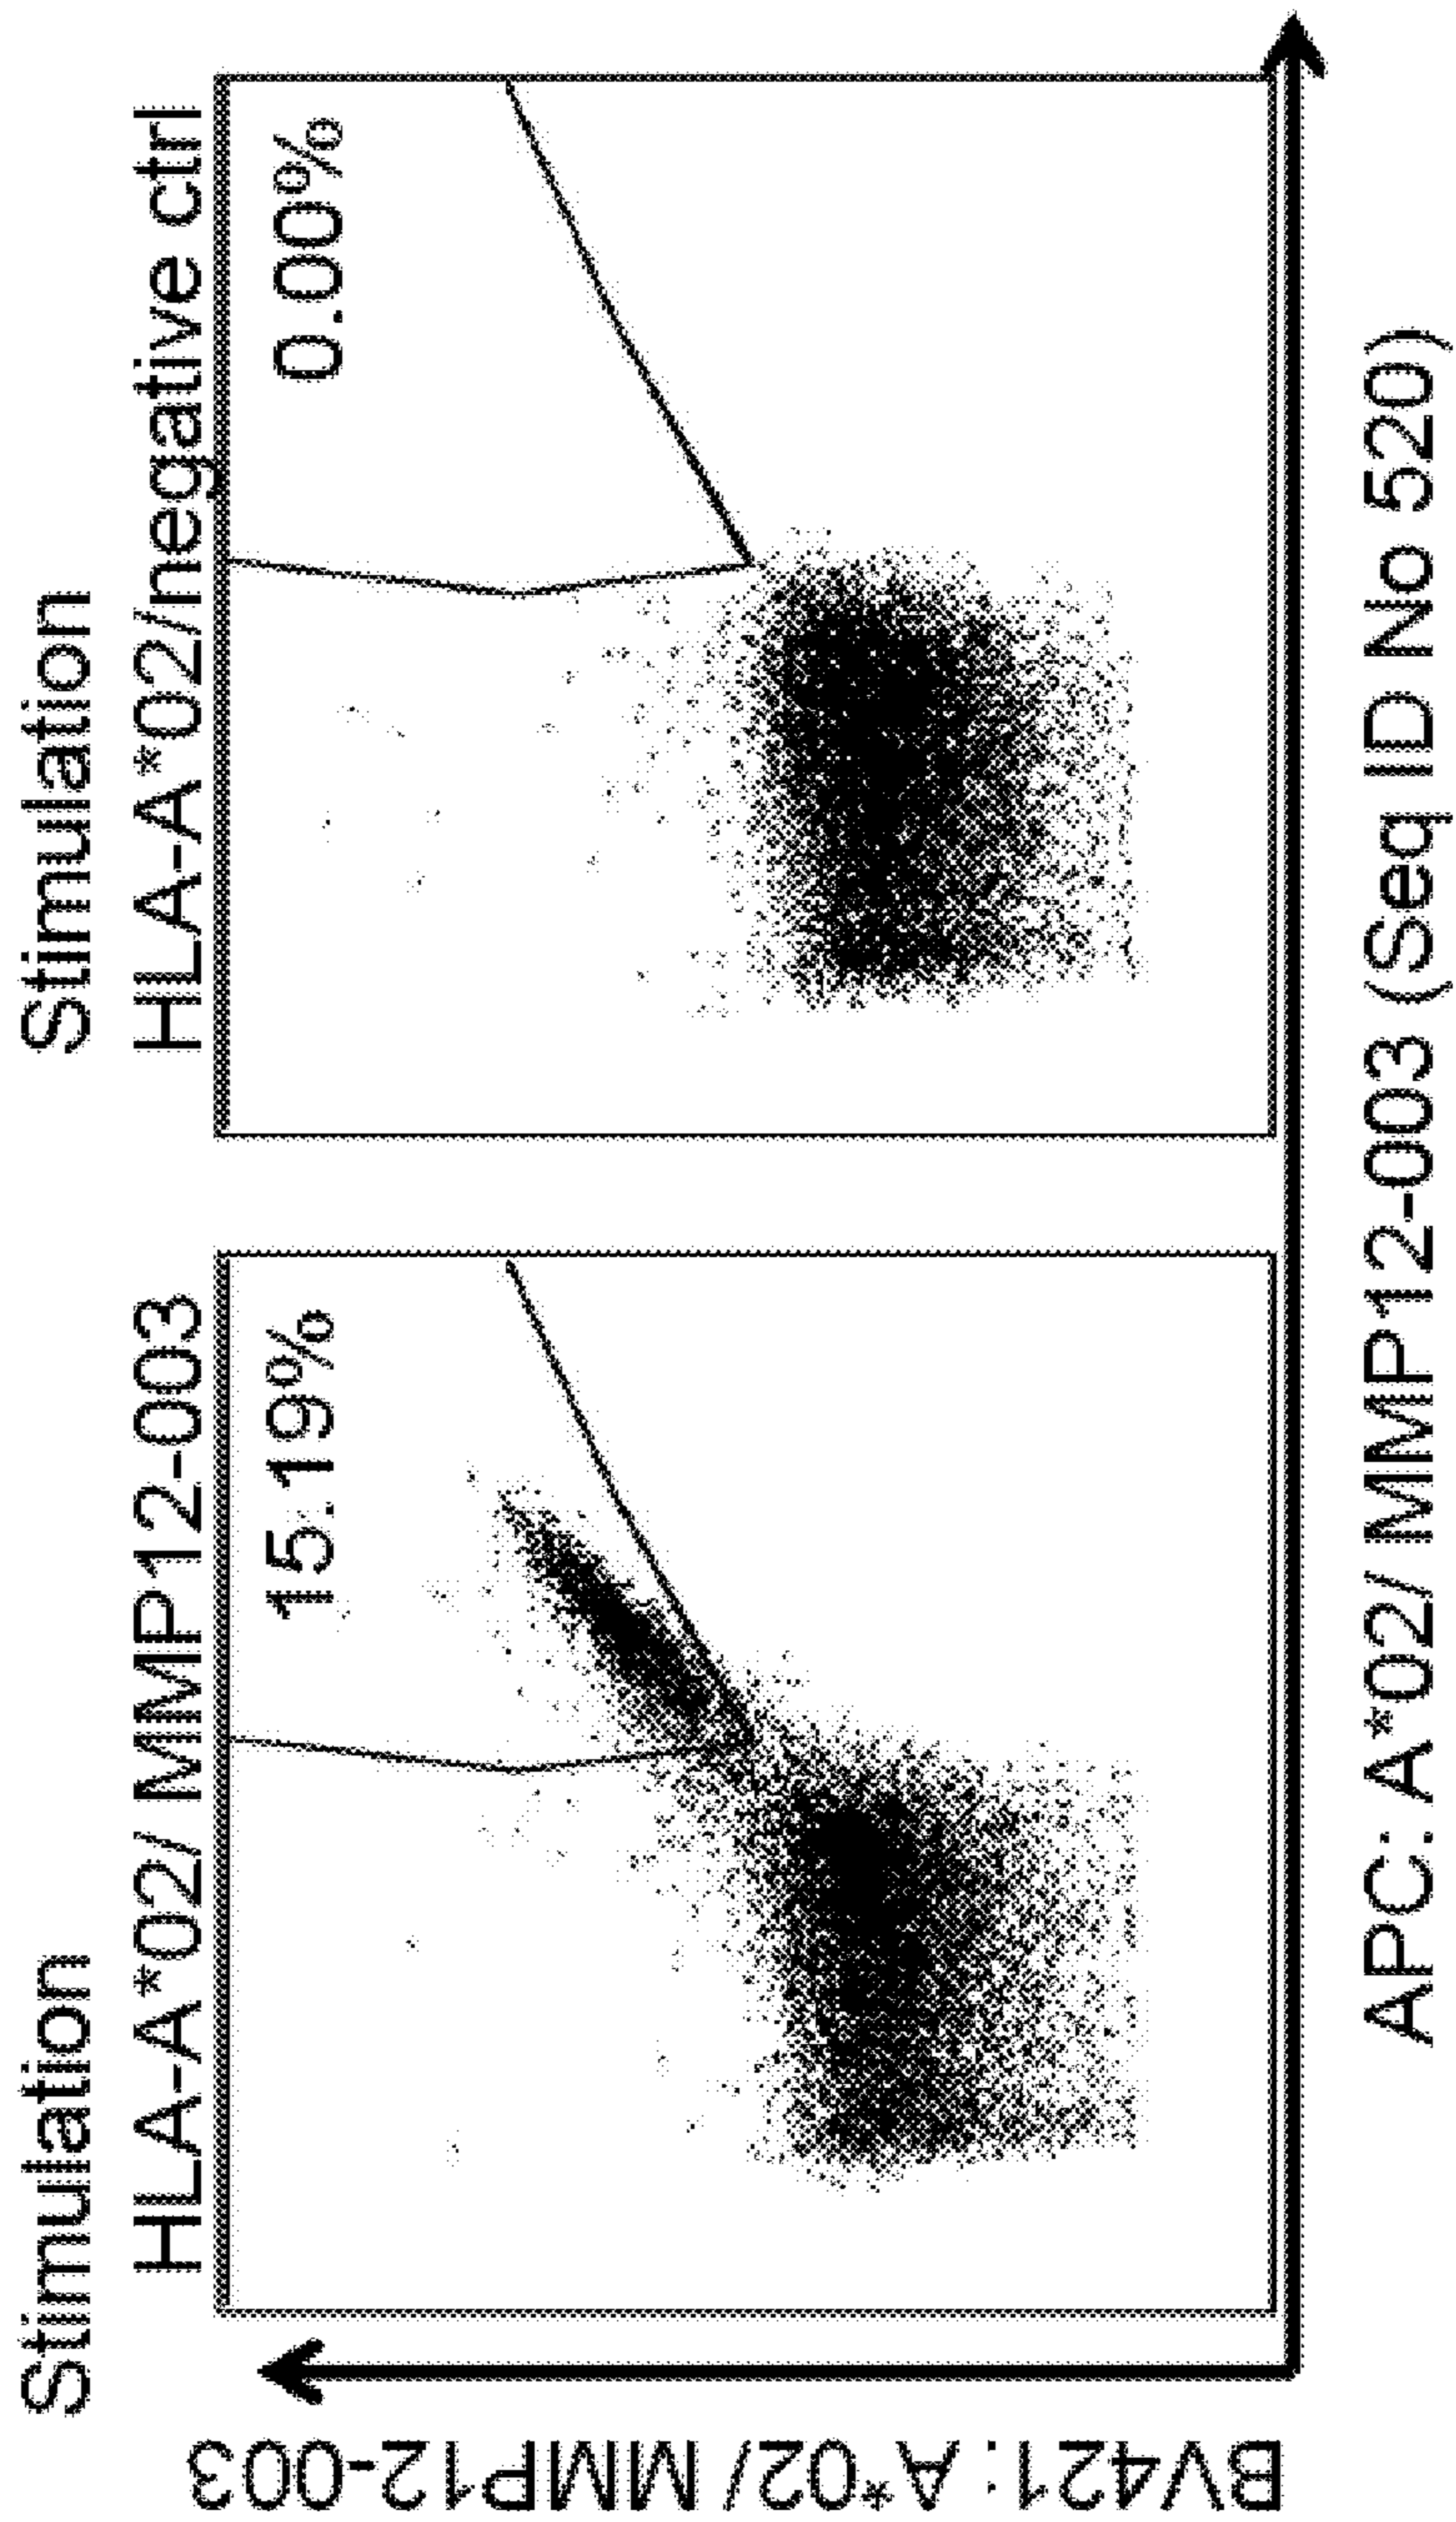 Stimulation
HLA-A*02/ MMP12-003
Stimulation
HLA-A*02/negative ctrl
15.19%
0.00%
BV421: A*02/ MMP12-003
APC: A*02/ MMP12-003 (Seq ID No 520)